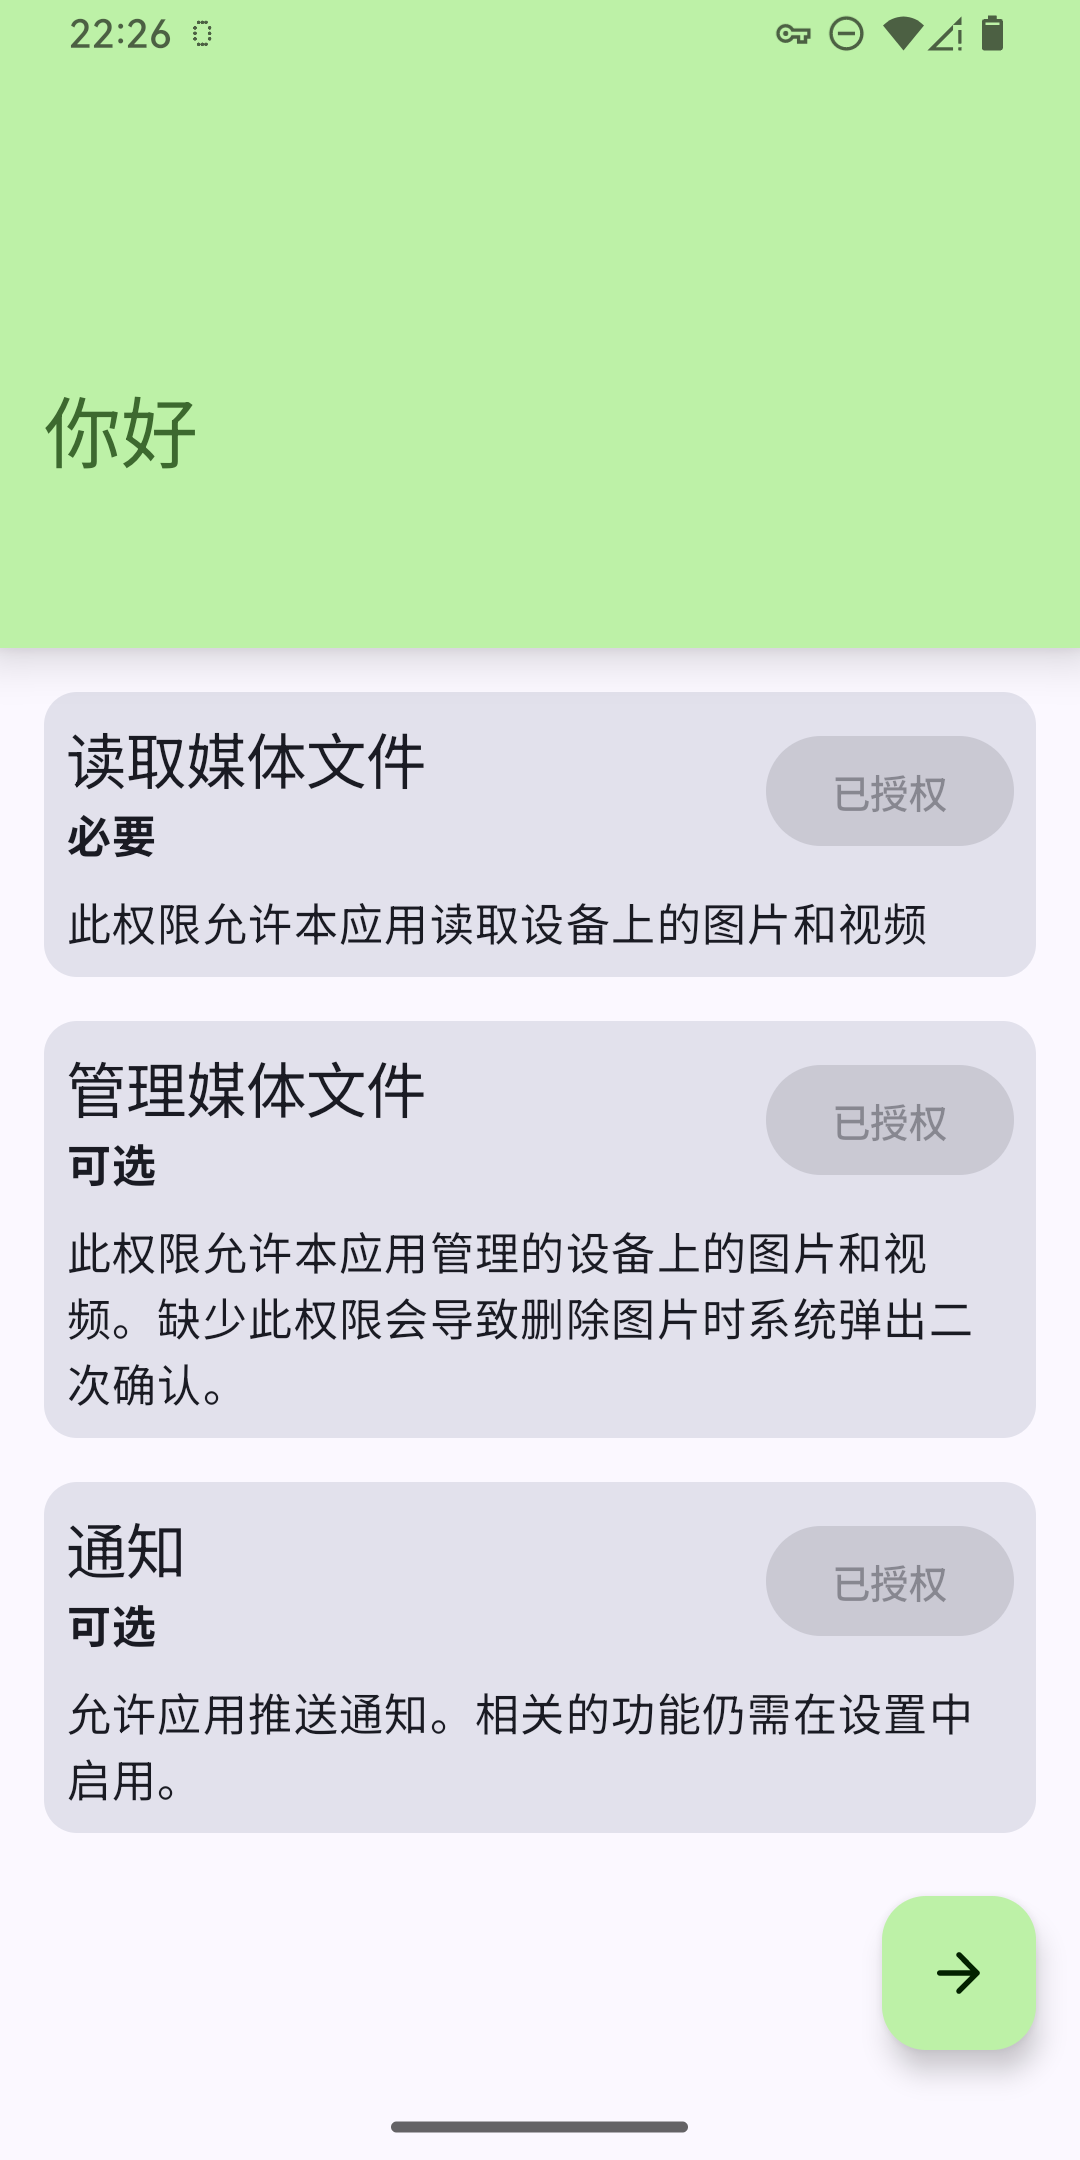 22:26
你好
读取媒体文件
已授权
必要
此权限允许本应用读取设备上的图片和视频
管理媒体文件
已授权
可选
此权限允许本应用管理的设备上的图片和视
频。缺少此权限会导致删除图片时系统弹出二
次确认。
通知
已授权
可选
允许应用推送通知。相关的功能仍需在设置中
启用。